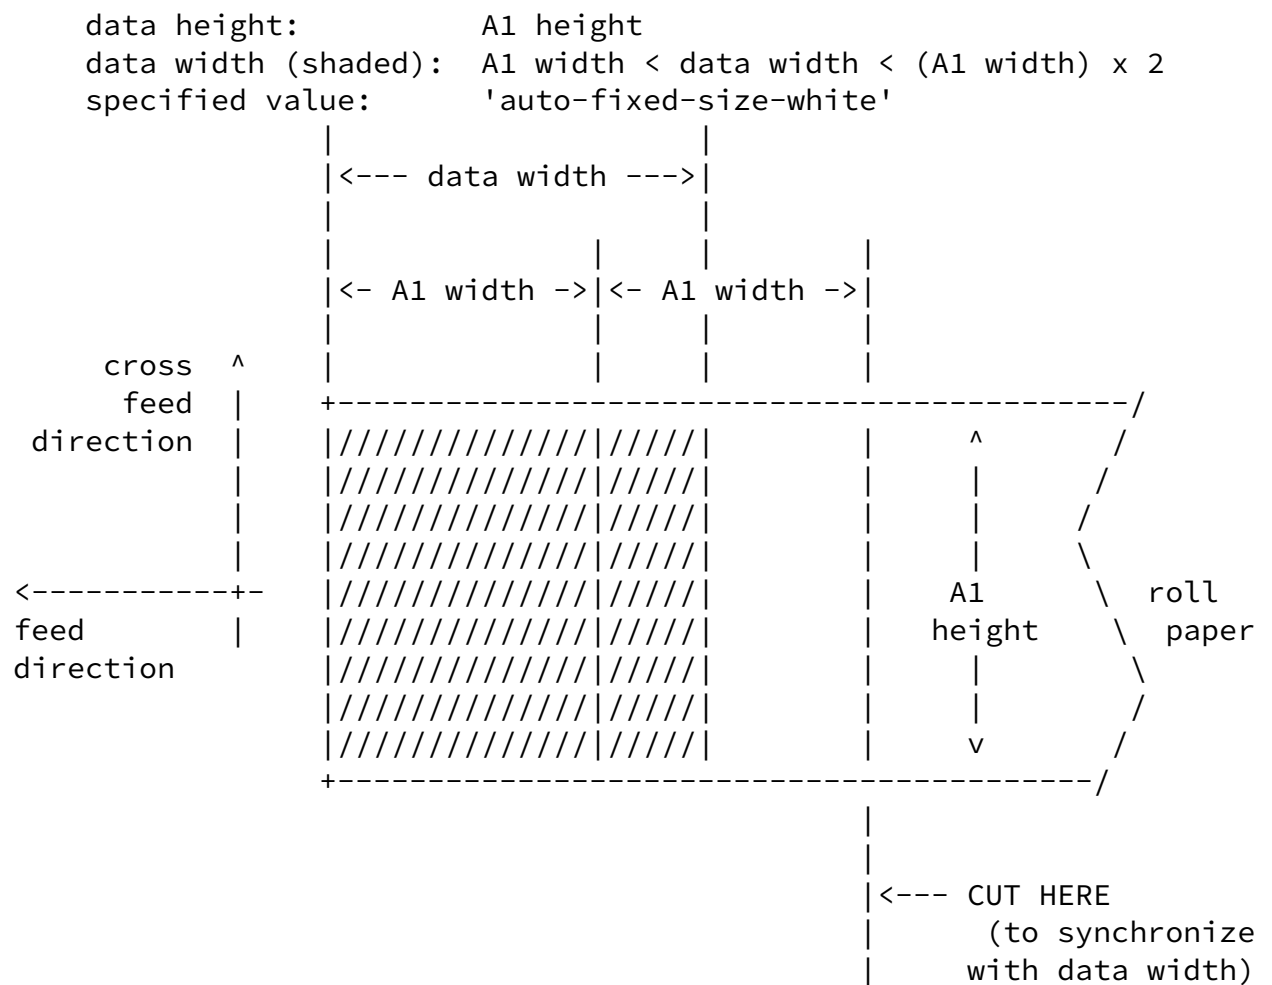 data height:          A1 height
data width (shaded):  A1 width < data width < (A1 width) x 2
specified value:      'auto-fixed-size-white'
<--- data width --->
<- A1 width -> <- A1 width ->
cross
feed
direction
<-----------+-
feed
direction
A1
height
roll
paper
<--- CUT HERE
(to synchronize
with data width)